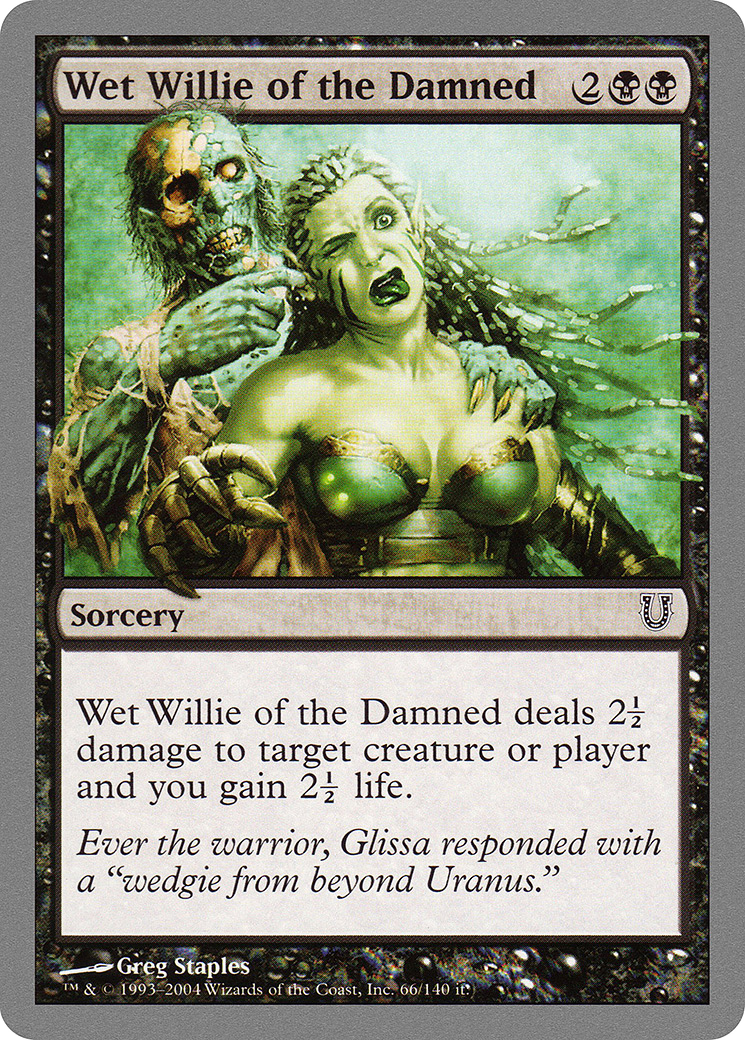 Wet Willie of the Damned 2
Sorcery
Wet Willie of the Damned deals 2½
damage to target creature or player
and you gain 2½ life.
Ever the warrior, Glissa responded with
a “wedgie from beyond Uranus.”
Greg Staples
™ & © 1993–2004 Wizards of the Coast, Inc. 66/140 it!